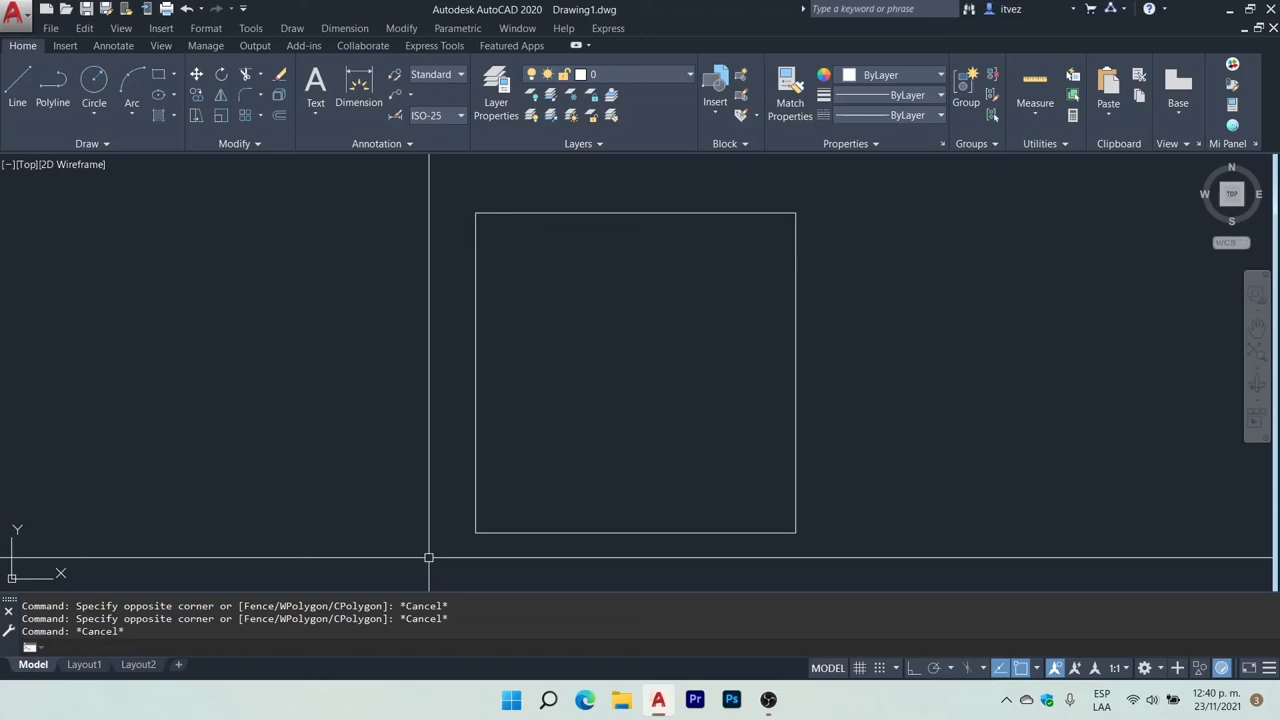 Autodesk AutoCAD 2020 Drawing1.dwg Type a keyword or phrase itvez
File Edit View Insert Format Tools Draw Dimension Modify Parametric Window Help Express
Home Insert Annotate Parametric View Manage Output Add-ins Collaborate Express Tools Featured Apps
Standard 0 ByLayer
ByLayer
Line Polyline Circle Arc Text Dimension Layer Properties Insert Match Properties Group Measure Paste Base
ISO-25 ByLayer
Draw Modify Annotation Layers Block Properties Groups Utilities Clipboard View Mi Panel
[−][Top][2D Wireframe]
N
W TOP E
S
WCS
Y
X
Command: Specify opposite corner or [Fence/WPolygon/CPolygon]: *Cancel*
Command: Specify opposite corner or [Fence/WPolygon/CPolygon]: *Cancel*
Command: *Cancel*
Model Layout1 Layout2 + MODEL 1:1
A Pr Ps ESP 12:40 p. m.
LAA 23/11/2021 3